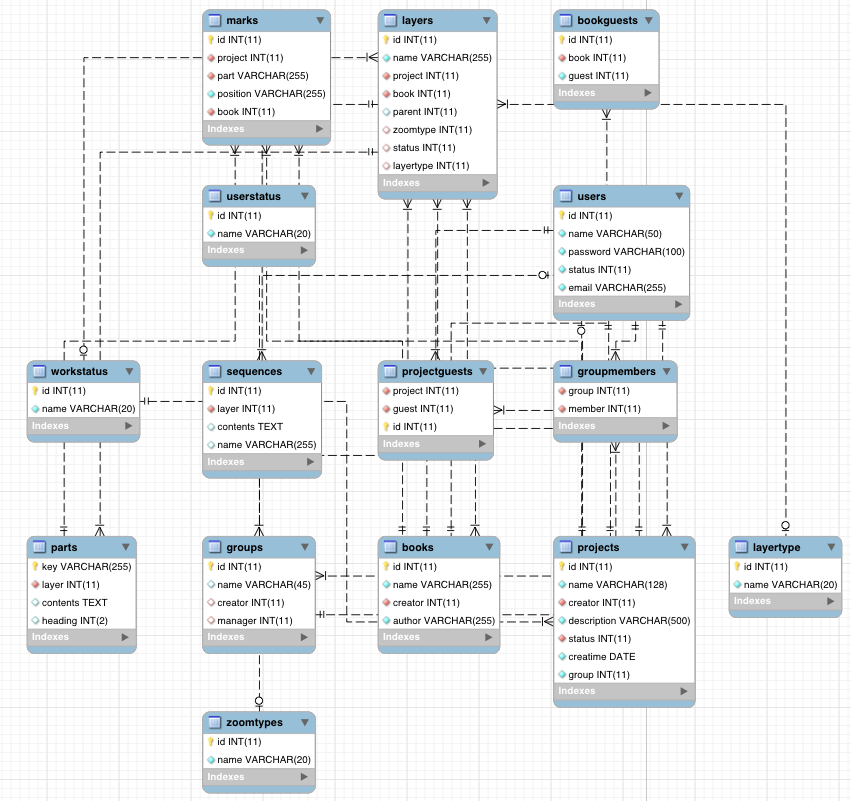 marks
id INT(11)
project INT(11)
part VARCHAR(255)
position VARCHAR(255)
book INT(11)
Indexes
layers
id INT(11)
name VARCHAR(255)
project INT(11)
book INT(11)
parent INT(11)
zoomtype INT(11)
status INT(11)
layertype INT(11)
Indexes
bookguests
id INT(11)
book INT(11)
guest INT(11)
Indexes
userstatus
id INT(11)
name VARCHAR(20)
Indexes
users
id INT(11)
name VARCHAR(50)
password VARCHAR(100)
status INT(11)
email VARCHAR(255)
Indexes
workstatus
id INT(11)
name VARCHAR(20)
Indexes
sequences
id INT(11)
layer INT(11)
contents TEXT
name VARCHAR(255)
Indexes
projectguests
project INT(11)
guest INT(11)
id INT(11)
Indexes
groupmembers
group INT(11)
member INT(11)
Indexes
parts
key VARCHAR(255)
layer INT(11)
contents TEXT
heading INT(2)
Indexes
groups
id INT(11)
name VARCHAR(45)
creator INT(11)
manager INT(11)
Indexes
books
id INT(11)
name VARCHAR(255)
creator INT(11)
author VARCHAR(255)
Indexes
projects
id INT(11)
name VARCHAR(128)
creator INT(11)
description VARCHAR(500)
status INT(11)
creatime DATE
group INT(11)
Indexes
layertype
id INT(11)
name VARCHAR(20)
Indexes
zoomtypes
id INT(11)
name VARCHAR(20)
Indexes